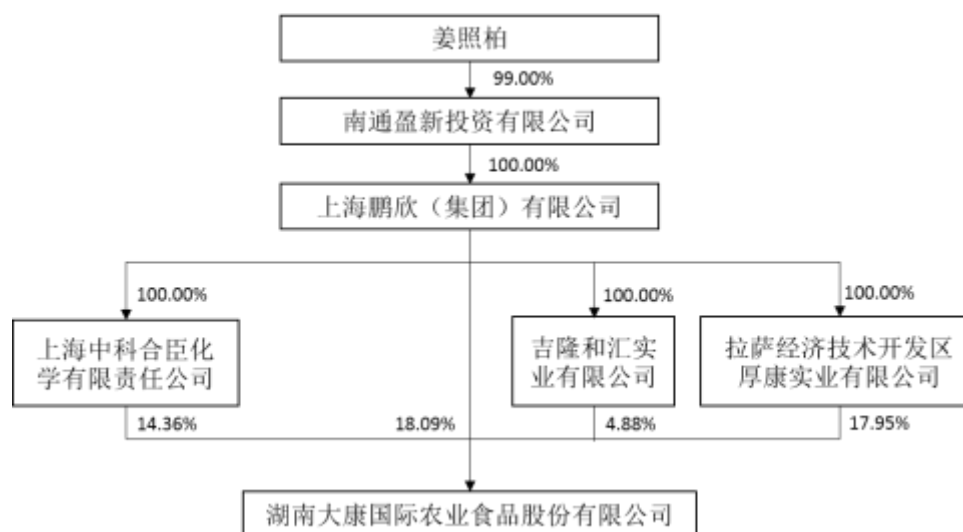 姜照柏
99.00%
南通盈新投资有限公司
100.00%
上海鹏欣（集团）有限公司
100.00%
100.00%
100.00%
上海中科合臣化
学有限责任公司
吉隆和汇实
业有限公司
拉萨经济技术开发区
厚康实业有限公司
14.36%
18.09%
4.88%
17.95%
湖南大康国际农业食品股份有限公司